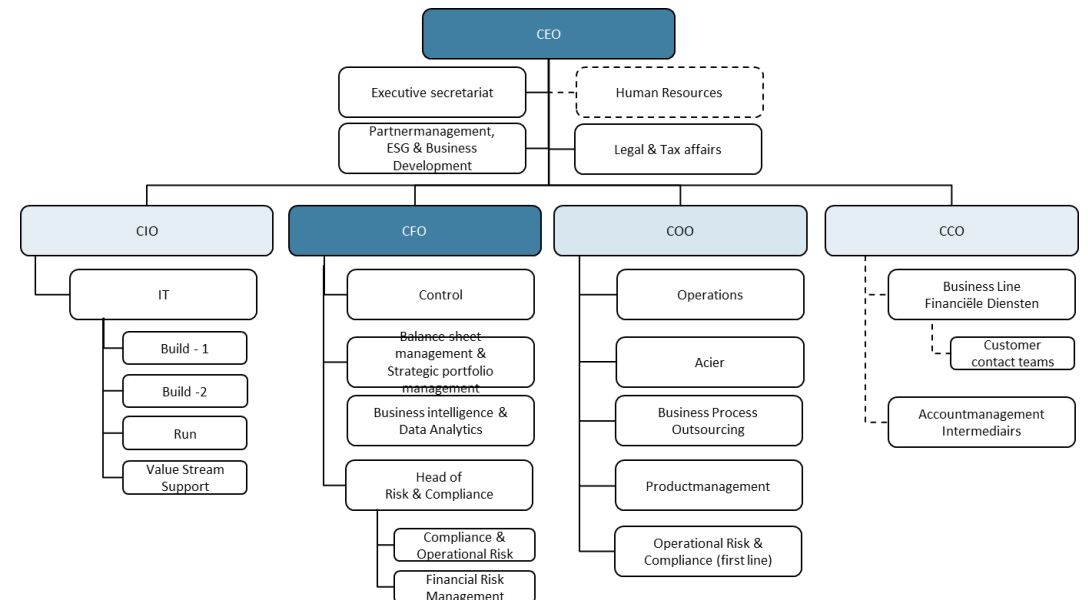 CEO
Executive secretariat
Human Resources
Partnermanagement,
ESG & Business
Development
Legal & Tax affairs
CIO
CFO
COO
CCO
IT
Build - 1
Build -2
Run
Value Stream
Support
Control
Balance sheet
management &
Strategic portfolio
management
Business intelligence &
Data Analytics
Head of
Risk & Compliance
Compliance &
Operational Risk
Financial Risk
Management
Operations
Acier
Business Process
Outsourcing
Productmanagement
Operational Risk &
Compliance (first line)
Business Line
Financiële Diensten
Customer
contact teams
Accountmanagement
Intermediairs